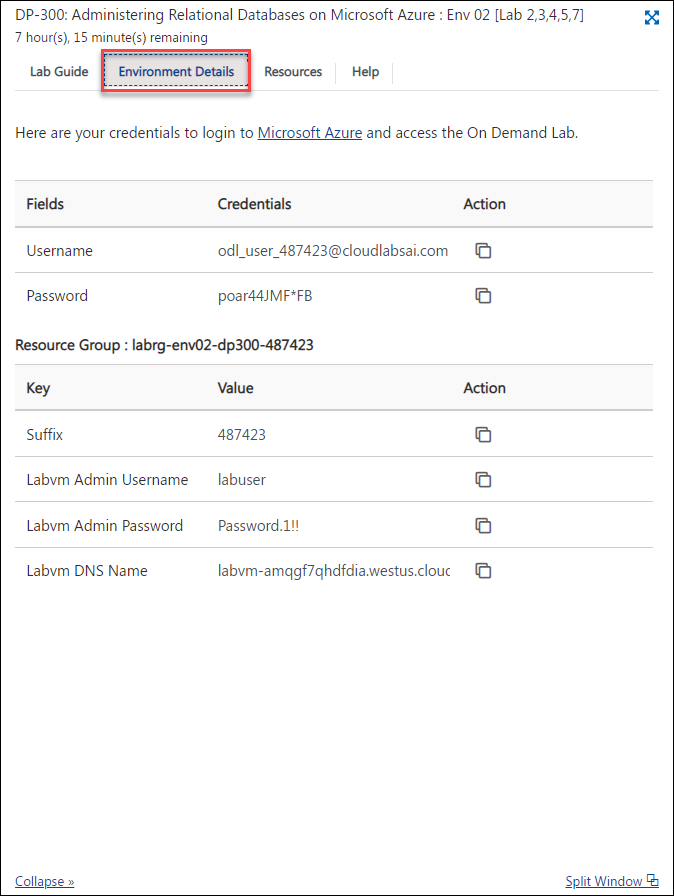 DP-300: Administering Relational Databases on Microsoft Azure : Env 02 [Lab 2,3,4,5,7]
7 hour(s), 15 minute(s) remaining
Lab Guide Environment Details Resources Help
Here are your credentials to login to Microsoft Azure and access the On Demand Lab.
Fields Credentials Action
Username odl_user_487423@cloudlabsai.com
Password poar44JMF*FB
Resource Group : labrg-env02-dp300-487423
Key Value Action
Suffix 487423
Labvm Admin Username labuser
Labvm Admin Password Password.1!!
Labvm DNS Name labvm-amqgf7qhdfdia.westus.clouc
Collapse » Split Window